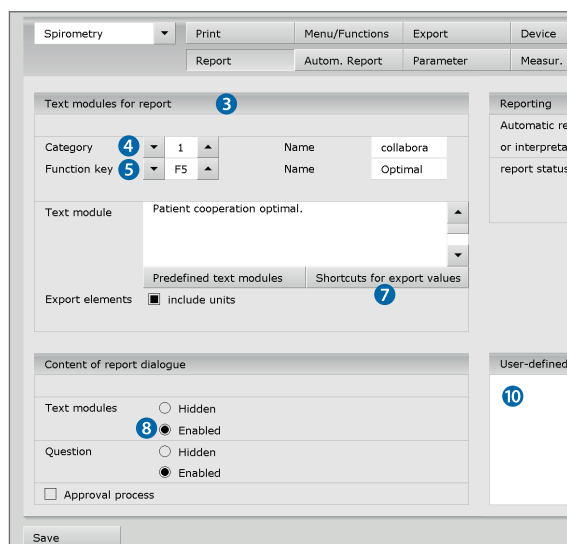 Spirometry Print Menu/Functions Export Device
Report Autom. Report Parameter Measur.
Text modules for report 3 Reporting
Automatic re
Category 4 1 Name collabora or interpreta
Function key 5 F5 Name Optimal report status
Text module Patient cooperation optimal.
Predefined text modules Shortcuts for export values
7
Export elements include units
Content of report dialogue User-defined
10
Text modules Hidden
8 Enabled
Question Hidden
Enabled
Approval process
Save